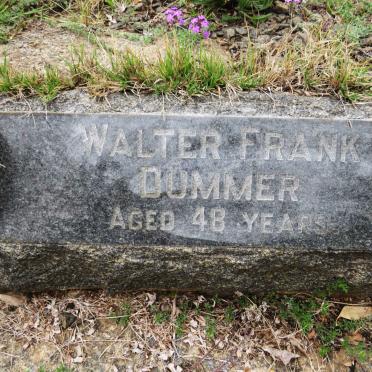 WALTER FRANK
DUMMER
AGED 48 YEARS